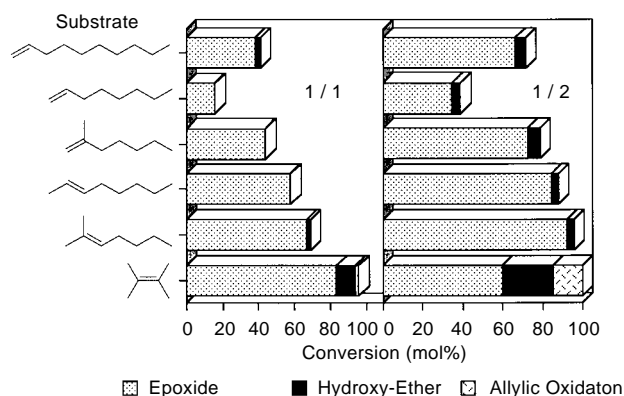 Substrate
1 / 1
1 / 2
0 20 40 60 80 100 0 20 40 60 80 100
Conversion (mol%)
Epoxide Hydroxy-Ether Allylic Oxidaton